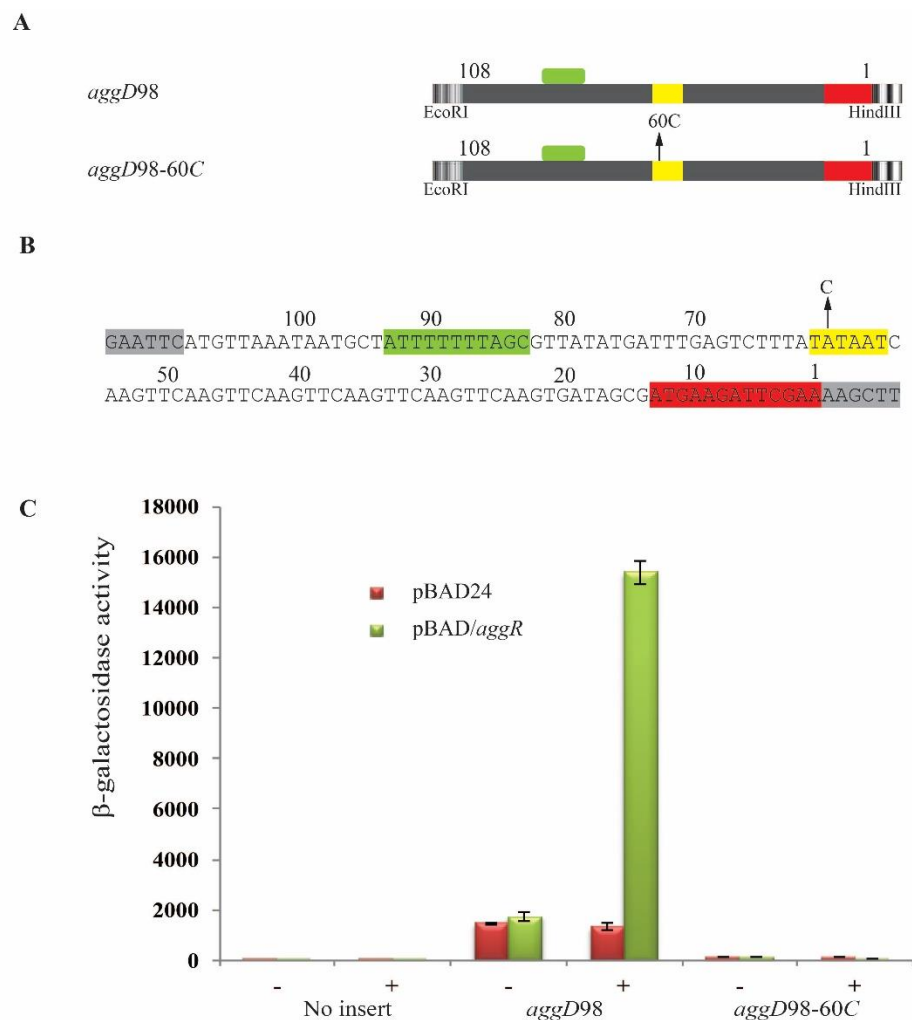 A
108
1
aggD98
EcoRI
HindIII
60C
108
1
aggD98-60C
EcoRI
HindIII
B
C
100 90 80 70
GAATTCATGTTAAATAATGCTATTTTTTTAGCGTTATATGATTTGAGTCTTTATATAATC
50 40 30 20 10 1
AAGTTCAAGTTCAAGTTCAAGTTCAAGTTCAAGTGATAGCGATGAAGATTCGAAAAGCTT
C
β-galactosidase activity
18000
16000
14000
12000
10000
8000
6000
4000
2000
0
pBAD24
pBAD/aggR
- + - + - +
No insert aggD98 aggD98-60C